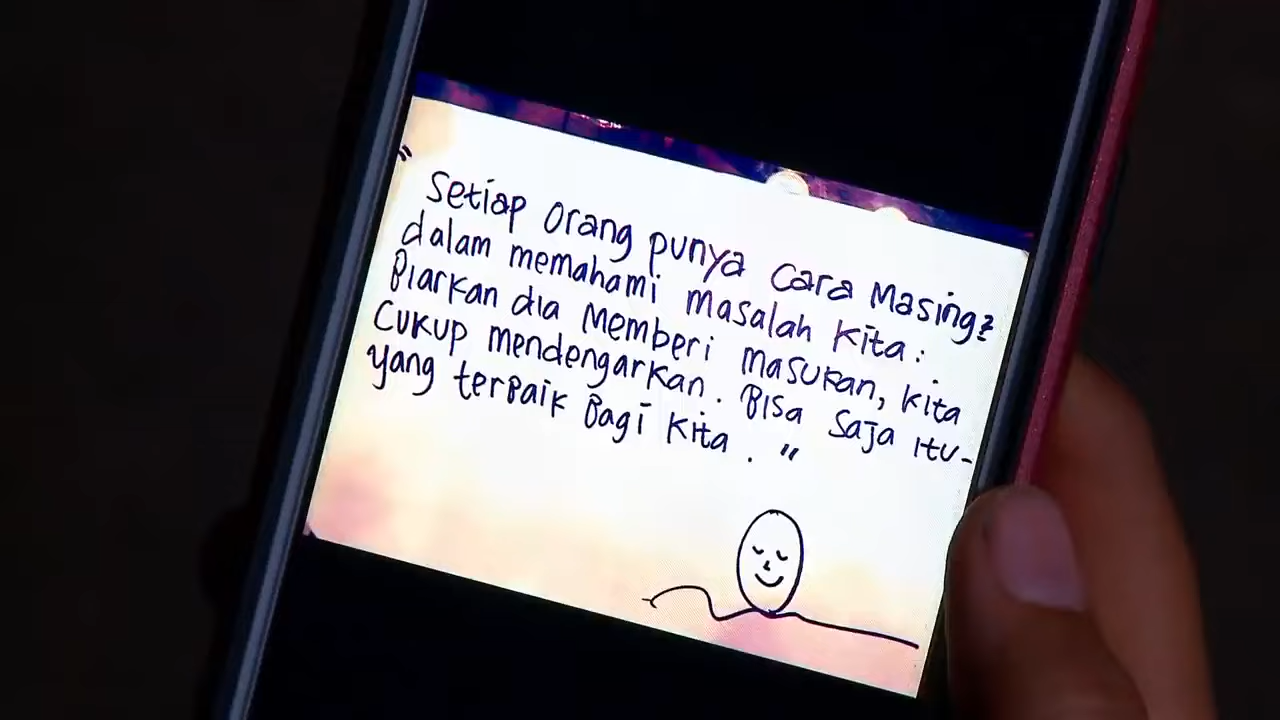 "Setiap orang punya cara masing2
dalam memahami masalah kita.
Biarkan dia memberi masukan, kita
cukup mendengarkan. Bisa saja itu-
yang terbaik bagi kita."